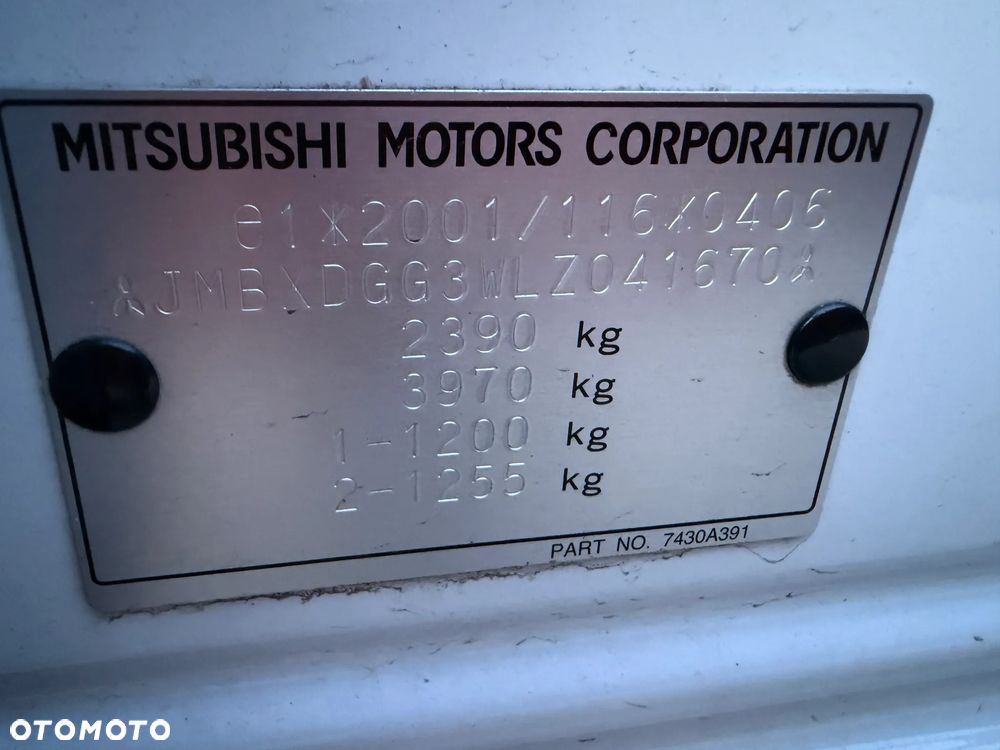 MITSUBISHI MOTORS CORPORATION
e1*2001/116*0406
*JMBXDGG3WLZ041670*
2390 kg
3970 kg
1-1200 kg
2-1255 kg
PART NO. 7430A391
OTOMOTO